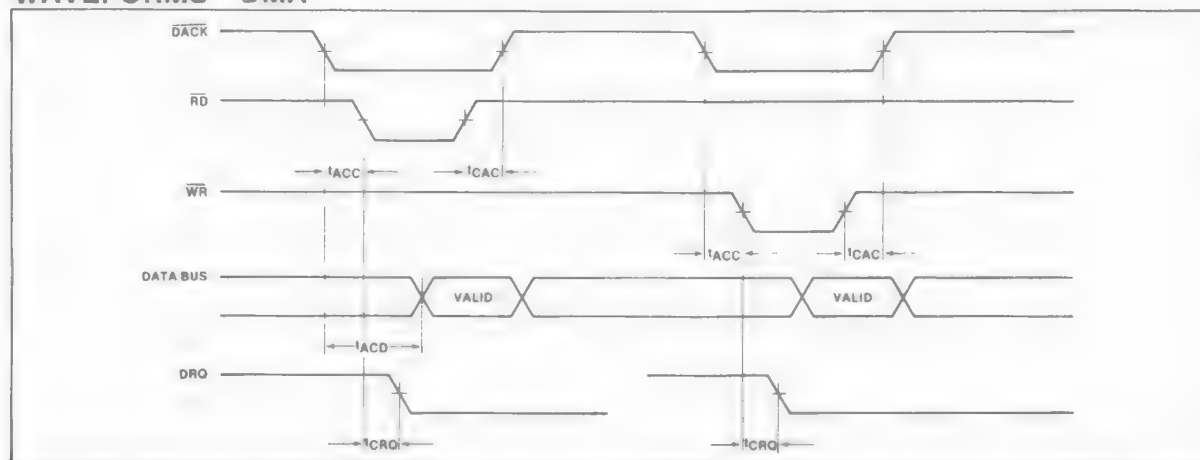 WAVEFORMS—DMA
DACK
RD
tACC
tCAC
WR
tACC
tCAC
DATA BUS
VALID
VALID
tACD
DRQ
tCRQ
tCRQ